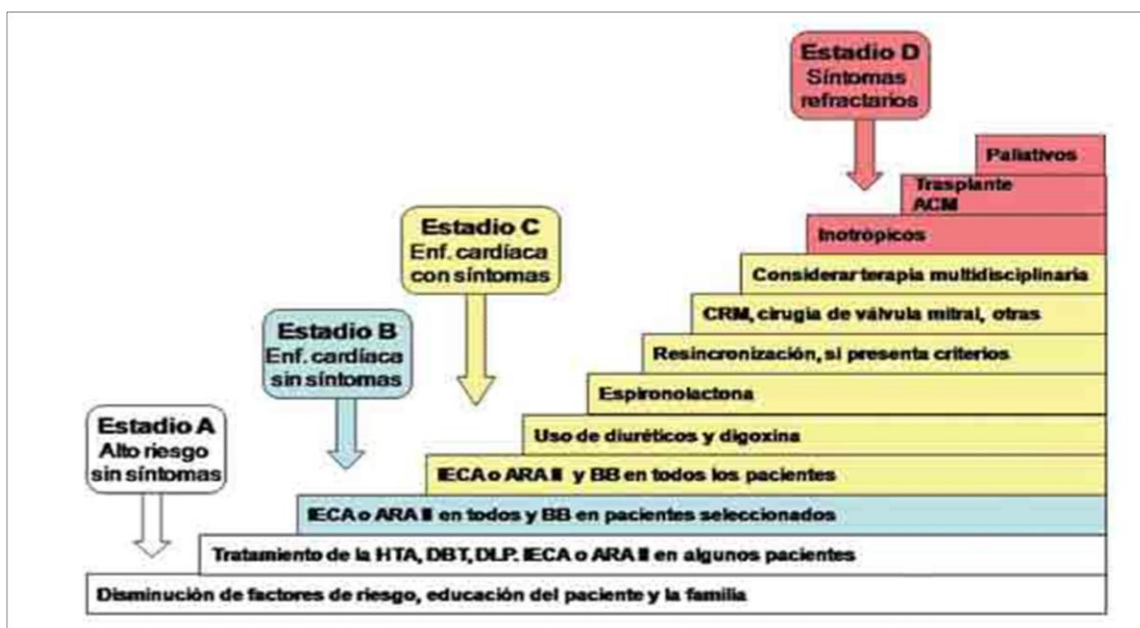 Estadio D
Síntomas
refractarios
Paliativos
Trasplante
ACM
Inotrópicos
Estadio C
Enf. cardíaca
con síntomas
Considerar terapia multidisciplinaria
CRM, cirugía de válvula mitral, otras
Estadio B
Enf. cardíaca
sin síntomas
Resincronización, si presenta criterios
Espironolactona
Estadio A
Alto riesgo
sin síntomas
Uso de diuréticos y digoxina
IECA o ARA II y BB en todos los pacientes
IECA o ARA II en todos y BB en pacientes seleccionados
Tratamiento de la HTA, DBT, DLP. IECA o ARA II en algunos pacientes
Disminución de factores de riesgo, educación del paciente y la familia